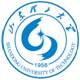 山东理工大学
1956
SHANDONG UNIVERSITY OF TECHNOLOGY